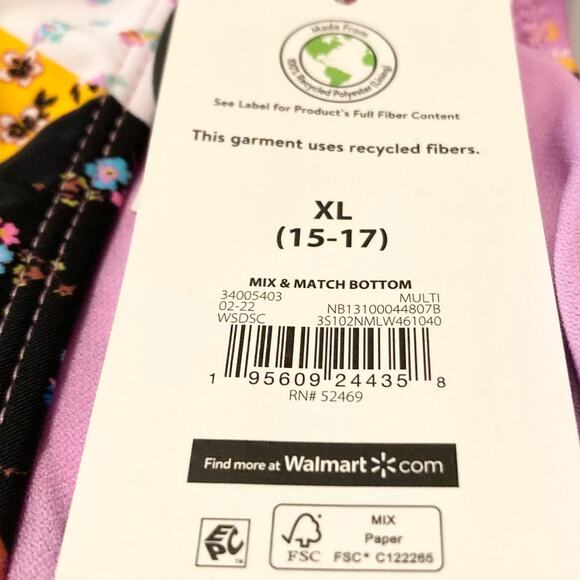 Made From
100% Recycled Polyester (Lining)
See Label for Product's Full Fiber Content
This garment uses recycled fibers.
XL
(15-17)
MIX & MATCH BOTTOM
34005403 MULTI
02-22 NB13100044807B
WSDSC 3S102NMLW461040
1 95609 24435 8
RN# 52469
Find more at Walmart.com
EPC
TM
FSC
MIX
Paper
FSC® C122265